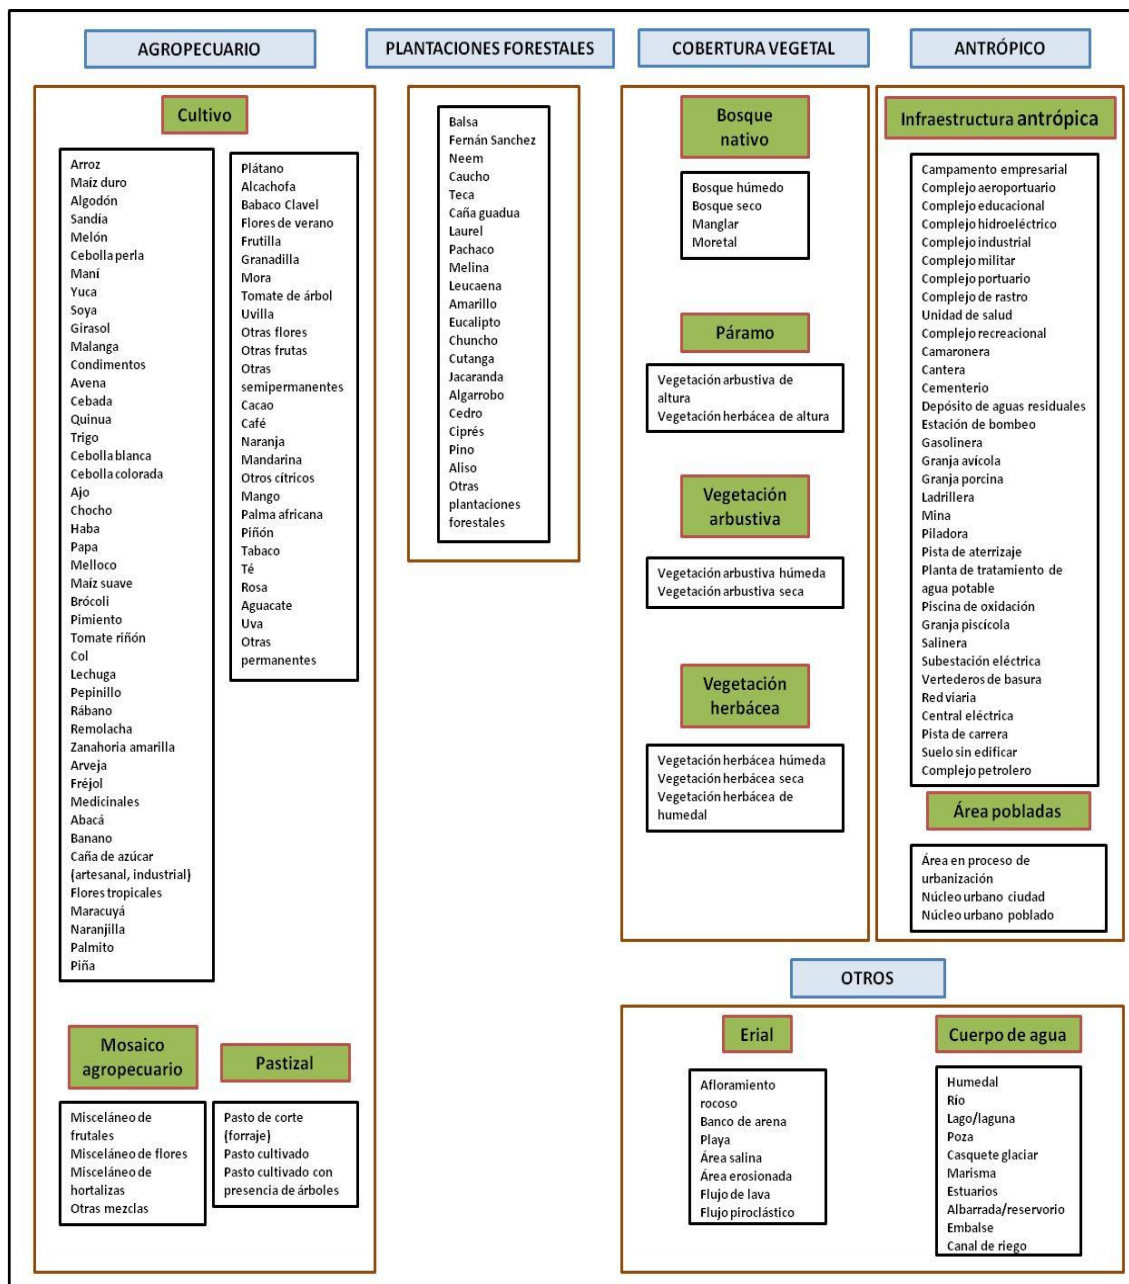 AGROPECUARIO
Cultivo
Arroz
Maíz duro
Algodón
Sandía
Melón
Cebolla perla
Maní
Yuca
Soya
Girasol
Malanga
Condimentos
Avena
Cebada
Quinua
Trigo
Cebolla blanca
Cebolla colorada
Ajo
Chocho
Haba
Papa
Melloco
Maíz suave
Brócoli
Pimiento
Tomate riñón
Col
Lechuga
Pepinillo
Rábano
Remolacha
Zanahoria amarilla
Arveja
Fréjol
Medicinales
Abacá
Banano
Caña de azúcar
(artesanal, industrial)
Flores tropicales
Maracuyá
Naranjilla
Palmito
Piña
Plátano
Alcachofa
Babaco Clavel
Flores de verano
Frutilla
Granadilla
Mora
Tomate de árbol
Uvilla
Otras flores
Otras frutas
Otras
semipermanentes
Cacao
Café
Naranja
Mandarina
Otros cítricos
Mango
Palma africana
Piñón
Tabaco
Té
Rosa
Aguacate
Uva
Otras
permanentes
Mosaico
agropecuario
Misceláneo de
frutales
Misceláneo de flores
Misceláneo de
hortalizas
Otras mezclas
Pastizal
Pasto de corte
(forraje)
Pasto cultivado
Pasto cultivado con
presencia de árboles
PLANTACIONES FORESTALES
Balsa
Fernán Sanchez
Neem
Caucho
Teca
Caña guadua
Laurel
Pachaco
Melina
Leucaena
Amarillo
Eucalipto
Chuncho
Cutanga
Jacaranda
Algarrobo
Cedro
Ciprés
Pino
Aliso
Otras
plantaciones
forestales
COBERTURA VEGETAL
Bosque
nativo
Bosque húmedo
Bosque seco
Manglar
Moretal
Páramo
Vegetación arbustiva de
altura
Vegetación herbácea de altura
Vegetación
arbustiva
Vegetación arbustiva húmeda
Vegetación arbustiva seca
Vegetación
herbácea
Vegetación herbácea húmeda
Vegetación herbácea seca
Vegetación herbácea de
humedal
ANTRÓPICO
Infraestructura antrópica
Campamento empresarial
Complejo aeroportuario
Complejo educacional
Complejo hidroeléctrico
Complejo industrial
Complejo militar
Complejo portuario
Complejo de rastro
Unidad de salud
Complejo recreacional
Camaronera
Cantera
Cementerio
Depósito de aguas residuales
Estación de bombeo
Gasolinera
Granja avícola
Granja porcina
Ladrillera
Mina
Piladora
Pista de aterrizaje
Planta de tratamiento de
agua potable
Piscina de oxidación
Granja piscícola
Salinera
Subestación eléctrica
Vertederos de basura
Red viaria
Central eléctrica
Pista de carrera
Suelo sin edificar
Complejo petrolero
Área pobladas
Área en proceso de
urbanización
Núcleo urbano ciudad
Núcleo urbano poblado
OTROS
Erial
Afloramiento
rocoso
Banco de arena
Playa
Área salina
Área erosionada
Flujo de lava
Flujo piroclástico
Cuerpo de agua
Humedal
Río
Lago/laguna
Poza
Casquete glaciar
Marisma
Estuarios
Albarrada/reservorio
Embalse
Canal de riego